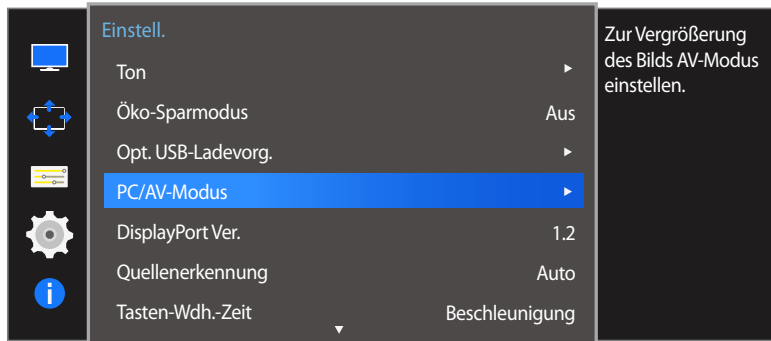 Einstell.
Ton
Öko-Sparmodus Aus
Opt. USB-Ladevorg.
PC/AV-Modus
DisplayPort Ver. 1.2
Quellenerkennung Auto
Tasten-Wdh.-Zeit Beschleunigung
Zur Vergrößerung
des Bilds AV-Modus
einstellen.